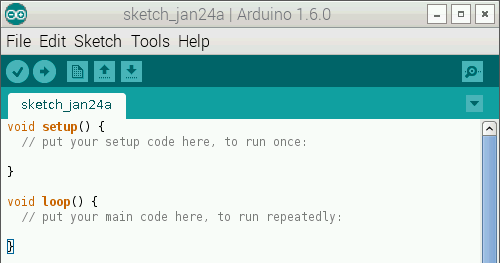 sketch_jan24a | Arduino 1.6.0
File Edit Sketch Tools Help
sketch_jan24a
void setup() {
  // put your setup code here, to run once:
}
void loop() {
  // put your main code here, to run repeatedly:
}